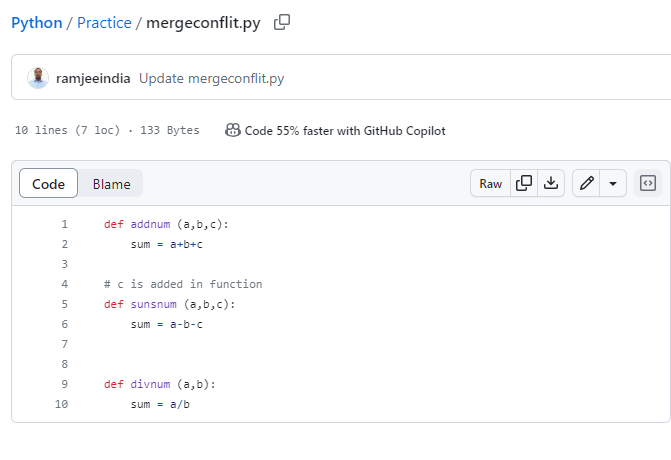 Python / Practice / mergeconflit.py
ramjeeindia Update mergeconflit.py
10 lines (7 loc) · 133 Bytes Code 55% faster with GitHub Copilot
Code Blame Raw
1 def addnum (a,b,c):
2 sum = a+b+c
3
4 # c is added in function
5 def sunsnum (a,b,c):
6 sum = a-b-c
7
8
9 def divnum (a,b):
10 sum = a/b